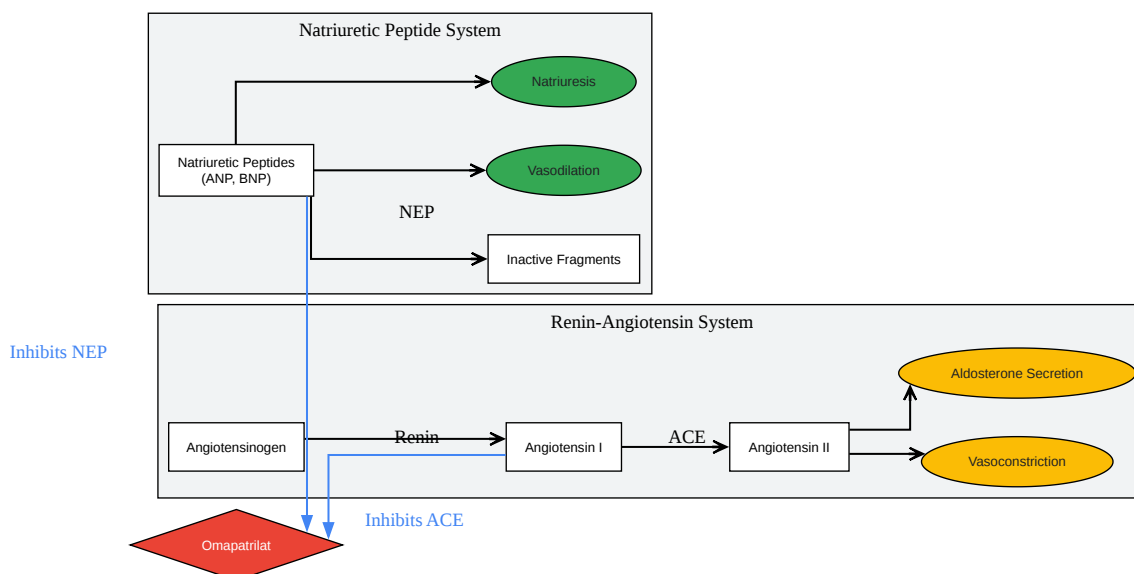 Natriuretic Peptide System
Natriuresis
Natriuretic Peptides
(ANP, BNP)
Vasodilation
NEP
Inactive Fragments
Renin-Angiotensin System
Inhibits NEP
Aldosterone Secretion
Angiotensinogen
Renin
Angiotensin I
ACE
Angiotensin II
Vasoconstriction
Inhibits ACE
Omapatrilat